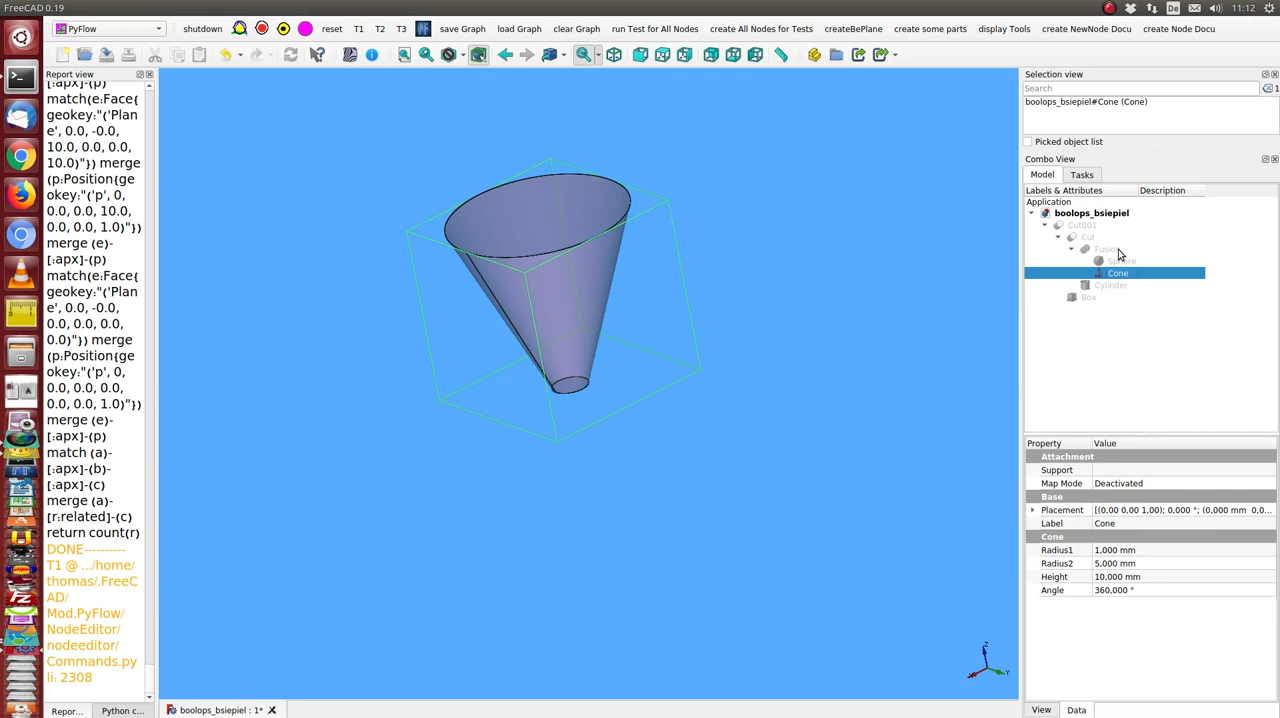 FreeCAD 0.19
De
11:12
PyFlow
shutdown
reset
T1
T2
T3
save Graph
load Graph
clear Graph
run Test for All Nodes
create All Nodes for Tests
createBePlane
create some parts
display Tools
create NewNode Docu
create Node Docu
Report view
[:apx]-(p)
match(e:Face{
geokey:"('Plan
e', 0.0, -0.0,
10.0, 0.0, 0.0,
10.0)"}) merge
(p:Position{ge
okey:"('p', 0,
0.0, 0.0, 10.0,
0.0, 0.0, 1.0)"})
merge (e)-
[:apx]-(p)
match(e:Face{
geokey:"('Plan
e', 0.0, -0.0,
0.0, 0.0, 0.0,
0.0)"}) merge
(p:Position{ge
okey:"('p', 0,
0.0, 0.0, 0.0,
0.0, 0.0, 1.0)"})
merge (e)-
[:apx]-(p)
match (a)-
[:apx]-(b)-
[:apx]-(c)
merge (a)-
[r:related]-(c)
return count(r)
DONE----------
T1 @ .../home/
thomas/.FreeC
AD/
Mod.PyFlow/
NodeEditor/
nodeeditor/
Commands.py
li: 2308
Repor...
Python c...
boolops_bsiepiel : 1*
Z
Y
Selection view
Search
1
boolops_bsiepiel#Cone (Cone)
Picked object list
Combo View
Model
Tasks
Labels & Attributes
Description
Application
boolops_bsiepiel
Cut001
Cut
Fusion
Sphere
Cone
Cylinder
Box
Property
Value
Attachment
Support
Map Mode
Deactivated
Base
Placement
[(0,00 0,00 1,00); 0,000 °; (0,000 mm 0,0...
Label
Cone
Cone
Radius1
1,000 mm
Radius2
5,000 mm
Height
10,000 mm
Angle
360,000 °
View
Data